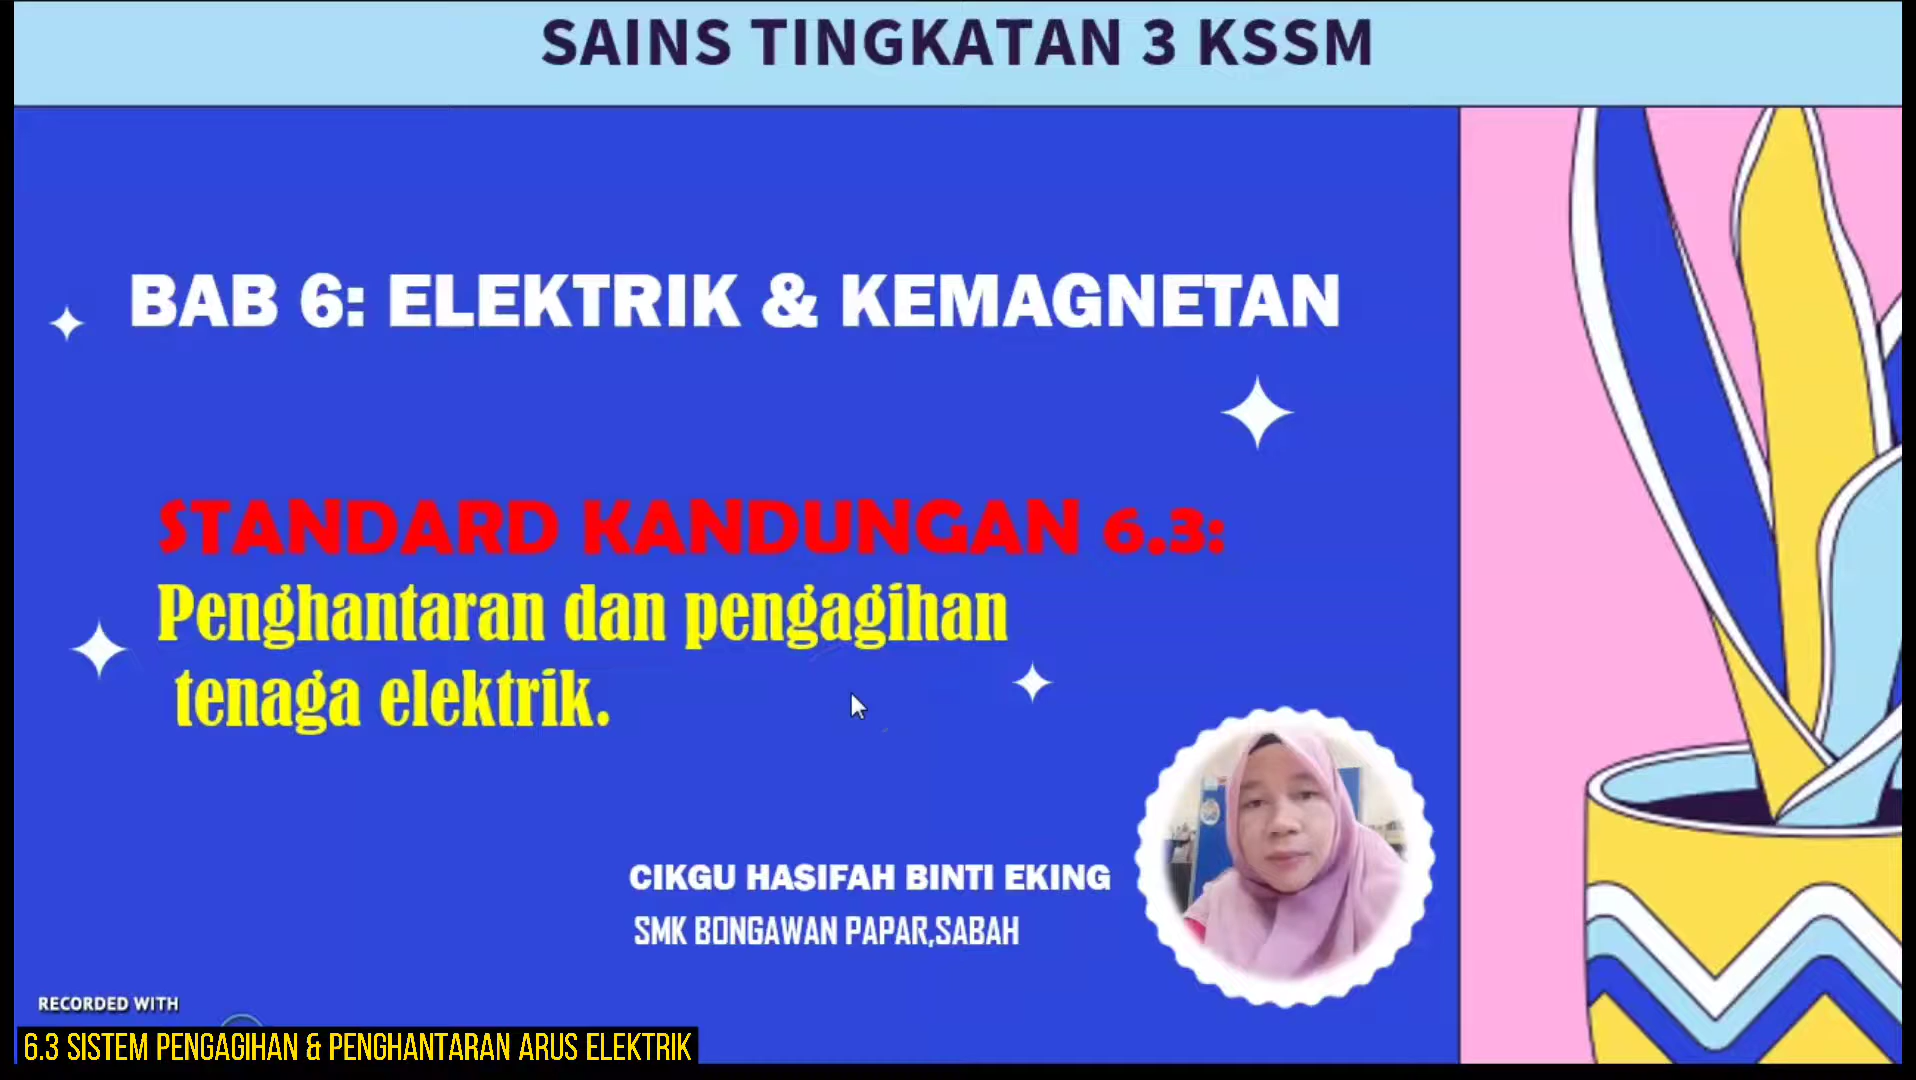 SAINS TINGKATAN 3 KSSM
BAB 6: ELEKTRIK & KEMAGNETAN
STANDARD KANDUNGAN 6.3:
Penghantaran dan pengagihan
tenaga elektrik.
CIKGU HASIFAH BINTI EKING
SMK BONGAWAN PAPAR,SABAH
RECORDED WITH
6.3 SISTEM PENGAGIHAN & PENGHANTARAN ARUS ELEKTRIK